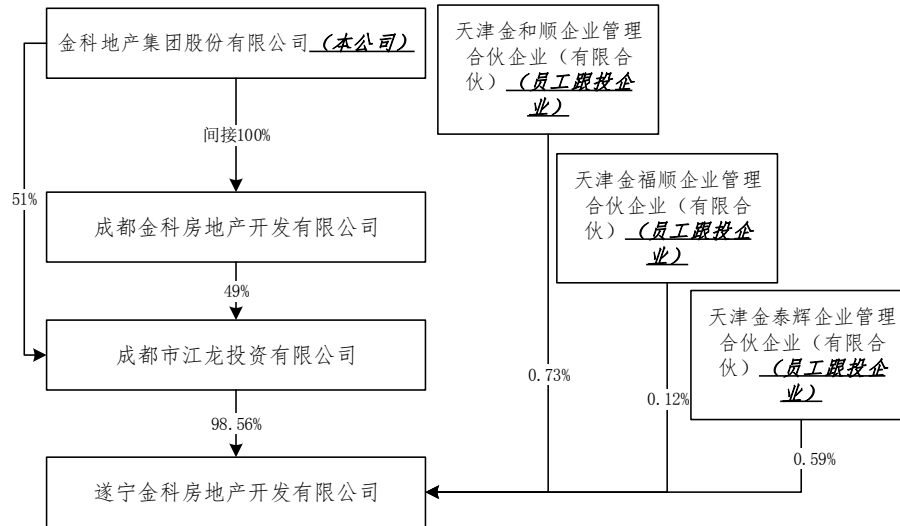 金科地产集团股份有限公司（本公司）
天津金和顺企业管理
合伙企业（有限合
伙）（员工跟投企
业）
间接100%
51%
天津金福顺企业管理
合伙企业（有限合
伙）（员工跟投企
业）
成都金科房地产开发有限公司
49%
天津金泰辉企业管理
合伙企业（有限合
伙）（员工跟投企
业）
成都市江龙投资有限公司
0.73%
0.12%
98.56%
0.59%
遂宁金科房地产开发有限公司